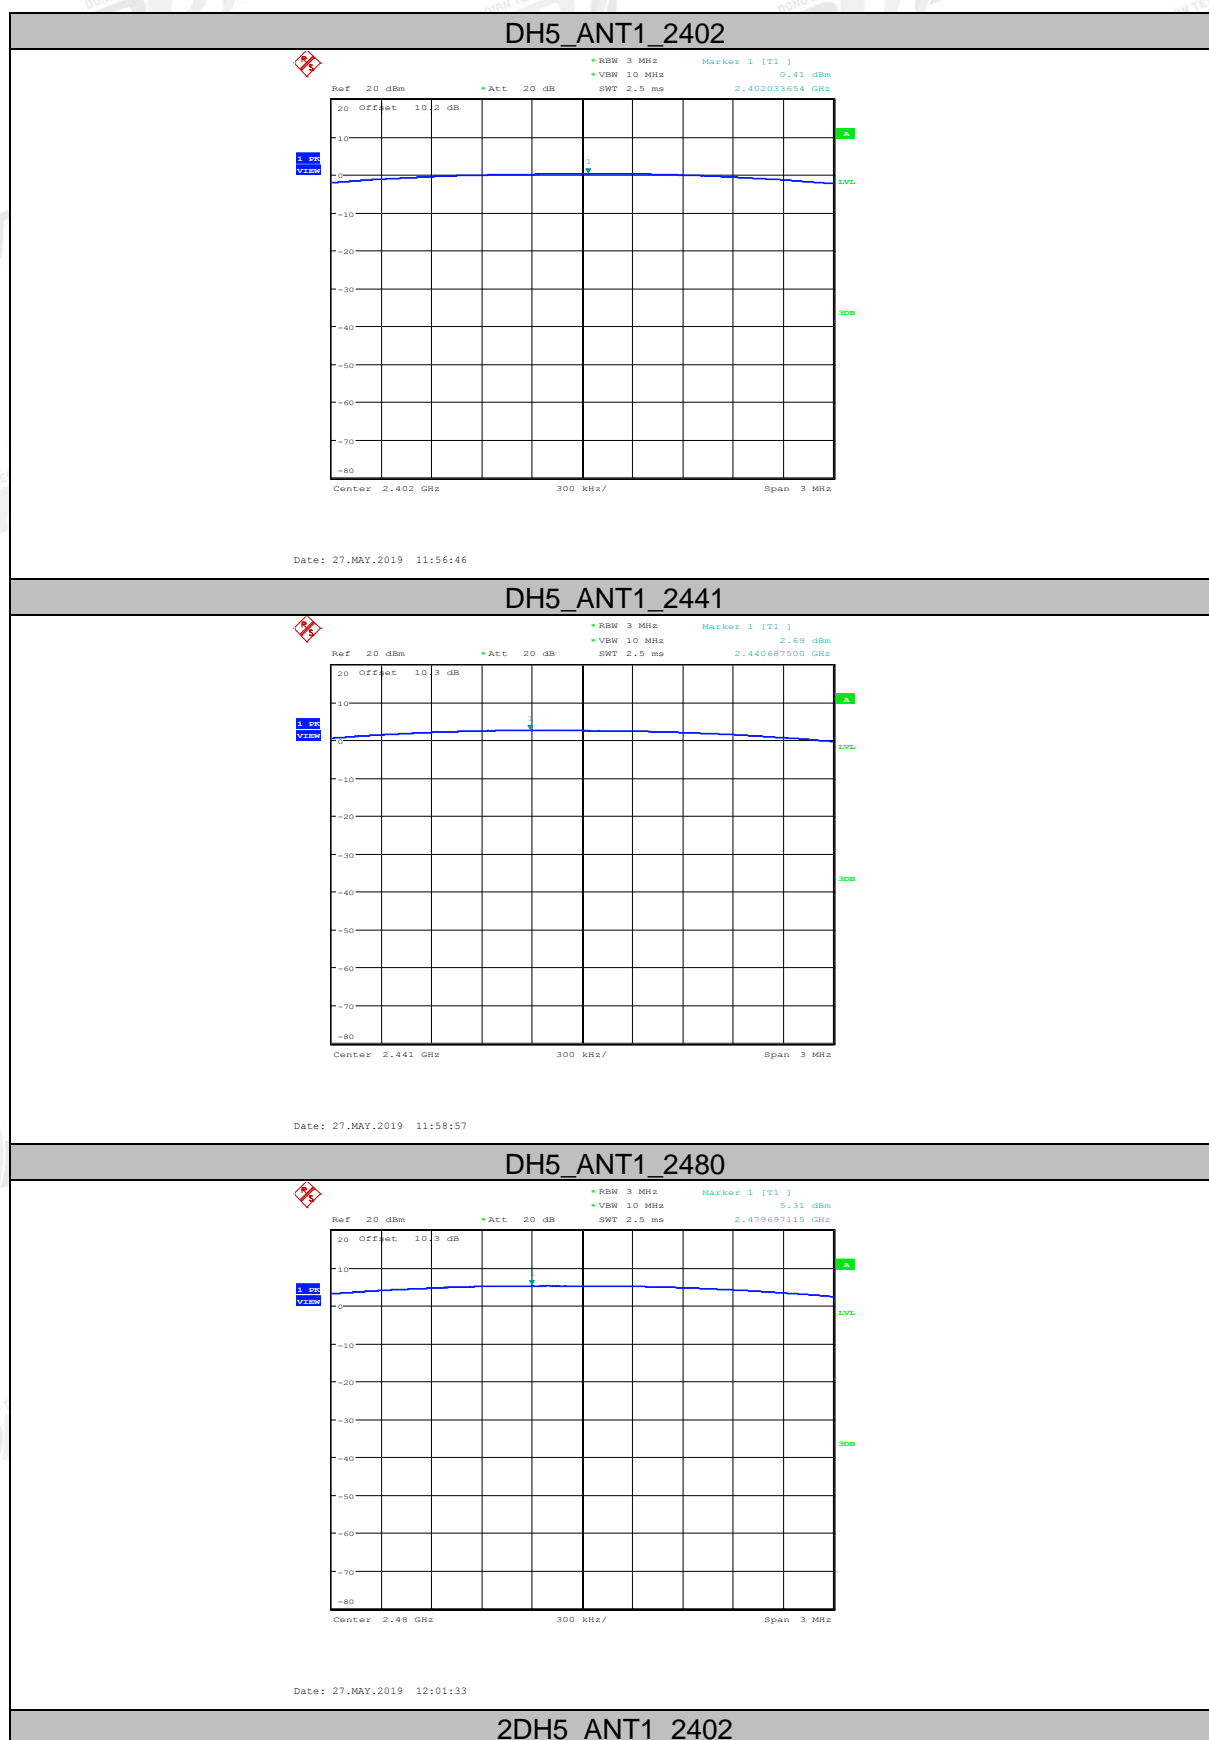 DH5_ANT1_2402
* RBW 3 MHz Marker 1 [T1 ]
* VBW 10 MHz 0.41 dBm
Ref 20 dBm * Att 20 dB SWT 2.5 ms 2.402033654 GHz
20 Offset 10.2 dB
A
10
1 PK
VIEW
1
0
LVL
-10
-20
-30
3DB
-40
-50
-60
-70
-80
Center 2.402 GHz 300 kHz/ Span 3 MHz
Date: 27.MAY.2019 11:56:46
DH5_ANT1_2441
* RBW 3 MHz Marker 1 [T1 ]
* VBW 10 MHz 2.69 dBm
Ref 20 dBm * Att 20 dB SWT 2.5 ms 2.440687500 GHz
20 Offset 10.3 dB
A
10
1 PK
VIEW
1
0
LVL
-10
-20
-30
3DB
-40
-50
-60
-70
-80
Center 2.441 GHz 300 kHz/ Span 3 MHz
Date: 27.MAY.2019 11:58:57
DH5_ANT1_2480
* RBW 3 MHz Marker 1 [T1 ]
* VBW 10 MHz 5.31 dBm
Ref 20 dBm * Att 20 dB SWT 2.5 ms 2.479697115 GHz
20 Offset 10.3 dB
A
10
1 PK
VIEW
0
LVL
-10
-20
-30
3DB
-40
-50
-60
-70
-80
Center 2.48 GHz 300 kHz/ Span 3 MHz
Date: 27.MAY.2019 12:01:33
2DH5_ANT1_2402